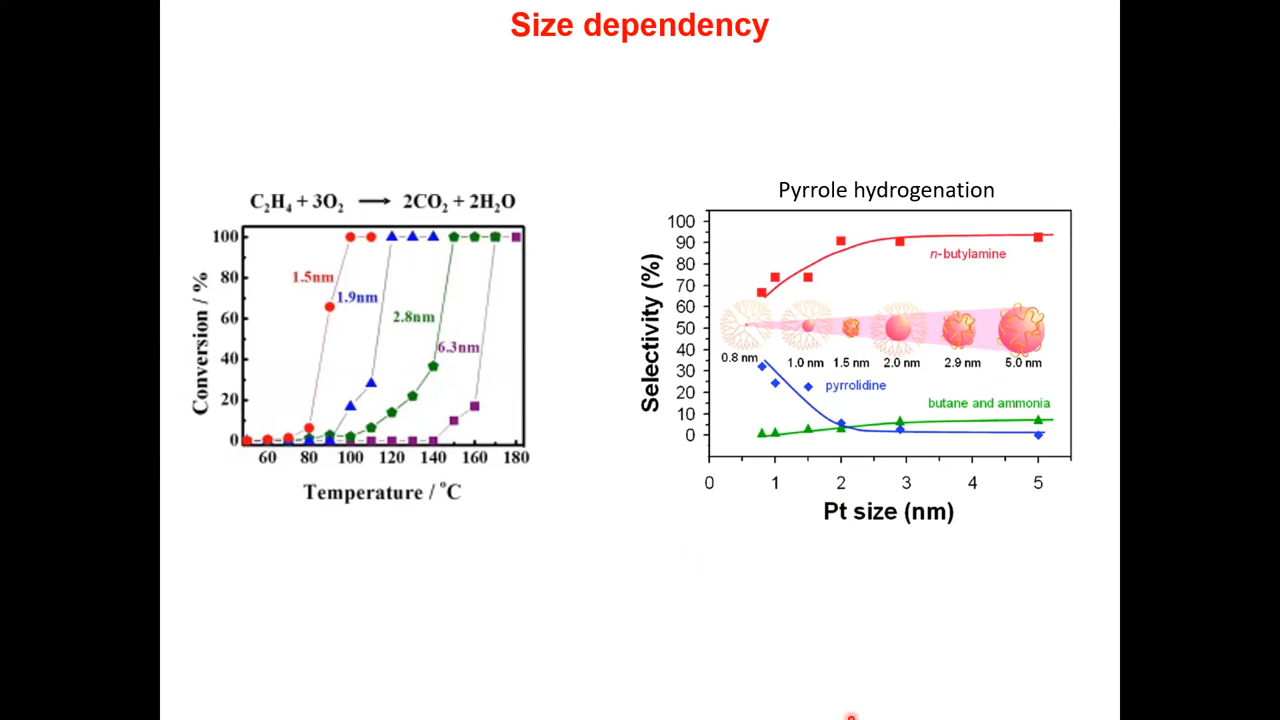 Size dependency
C₂H₄ + 3O₂ → 2CO₂ + 2H₂O
100
80
60
40
20
0
Conversion / %
1.5nm
1.9nm
2.8nm
6.3nm
60 80 100 120 140 160 180
Temperature / °C
Pyrrole hydrogenation
100
90
80
70
60
50
40
30
20
10
0
Selectivity (%)
n-butylamine
0.8 nm 1.0 nm 1.5 nm 2.0 nm 2.9 nm 5.0 nm
pyrrolidine
butane and ammonia
0 1 2 3 4 5
Pt size (nm)